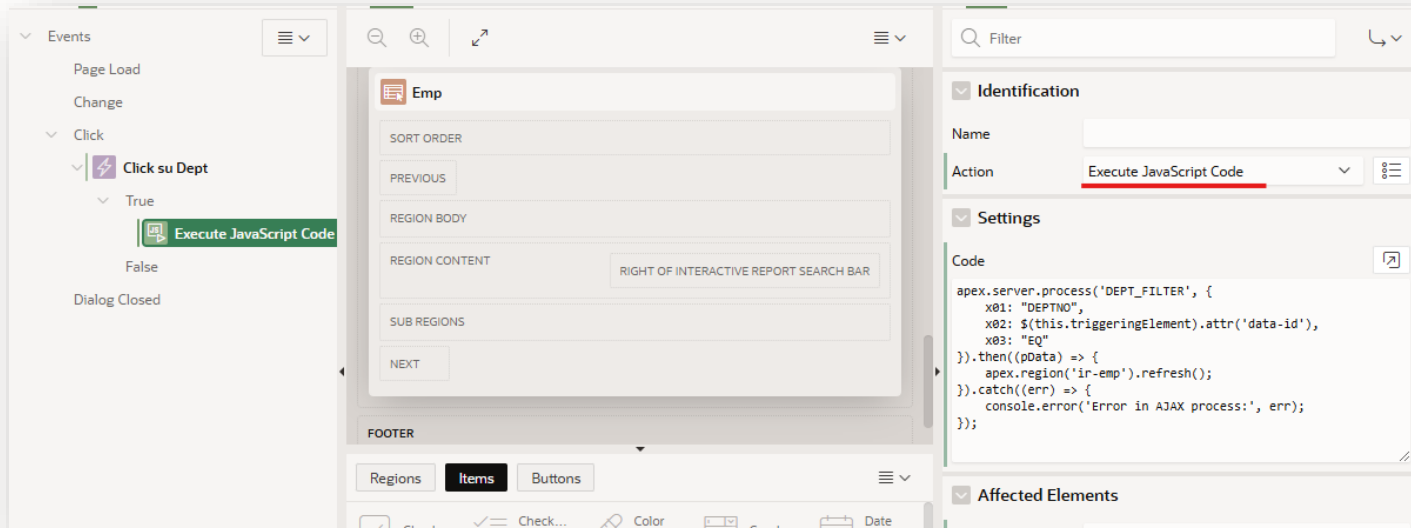 Events
Page Load
Change
Click
Click su Dept
True
Execute JavaScript Code
False
Dialog Closed
Emp
SORT ORDER
PREVIOUS
REGION BODY
REGION CONTENT
RIGHT OF INTERACTIVE REPORT SEARCH BAR
SUB REGIONS
NEXT
FOOTER
Regions
Items
Buttons
Check...
Color
Date
Filter
Identification
Name
Action
Execute JavaScript Code
Settings
Code
apex.server.process('DEPT_FILTER', {
x01: "DEPTNO",
x02: $(this.triggeringElement).attr('data-id'),
x03: "EQ"
}).then((pData) => {
apex.region('ir-emp').refresh();
}).catch((err) => {
console.error('Error in AJAX process:', err);
});
Affected Elements